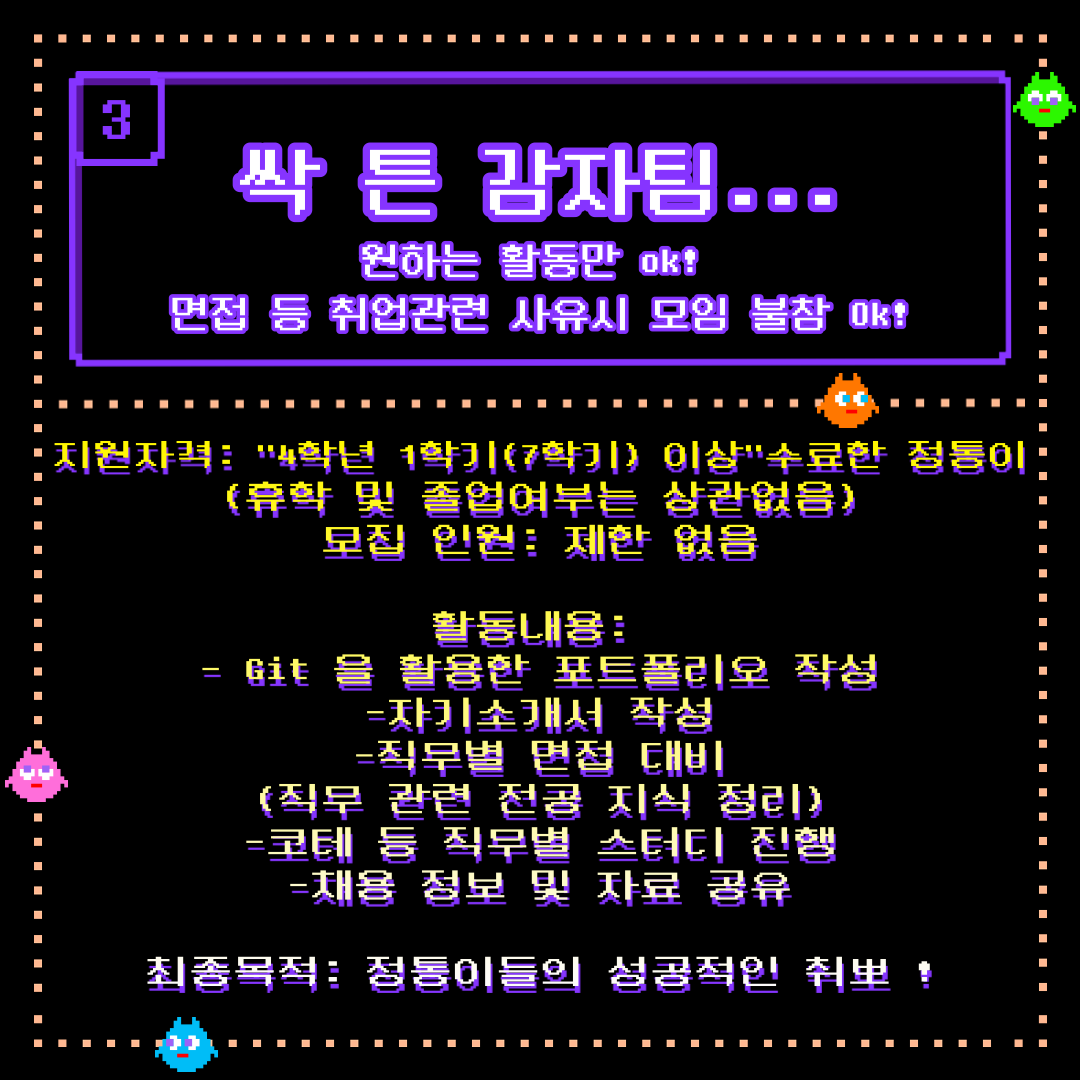 3
싹 튼 감자팀...
원하는 활동만 ok!
면접 등 취업관련 사유시 모임 불참 Ok!
지원자격: "4학년 1학기(7학기) 이상"수료한 정통이
(휴학 및 졸업여부는 상관없음)
모집 인원: 제한 없음
활동내용:
- Git 을 활용한 포트폴리오 작성
-자기소개서 작성
-직무별 면접 대비
(직무 관련 전공 지식 정리)
-코테 등 직무별 스터디 진행
-채용 정보 및 자료 공유
최종목적: 정통이들의 성공적인 취뽀 !